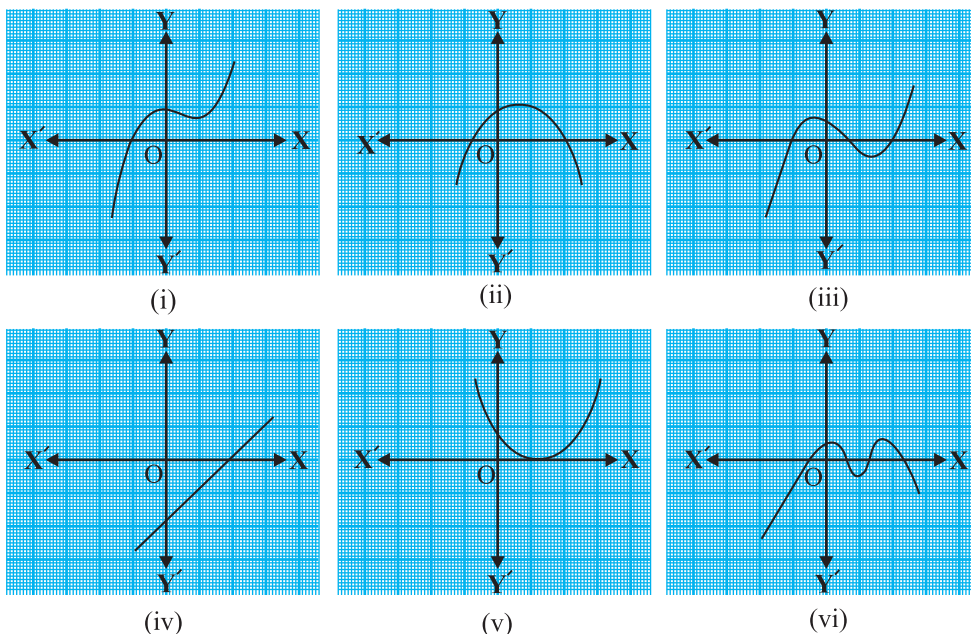 Y Y Y
X′ X X′ X X′ X
O O O
Y′ Y′ Y′
(i) (ii) (iii)
Y Y Y
X′ X X′ X X′ X
O O O
Y′ Y′ Y′
(iv) (v) (vi)